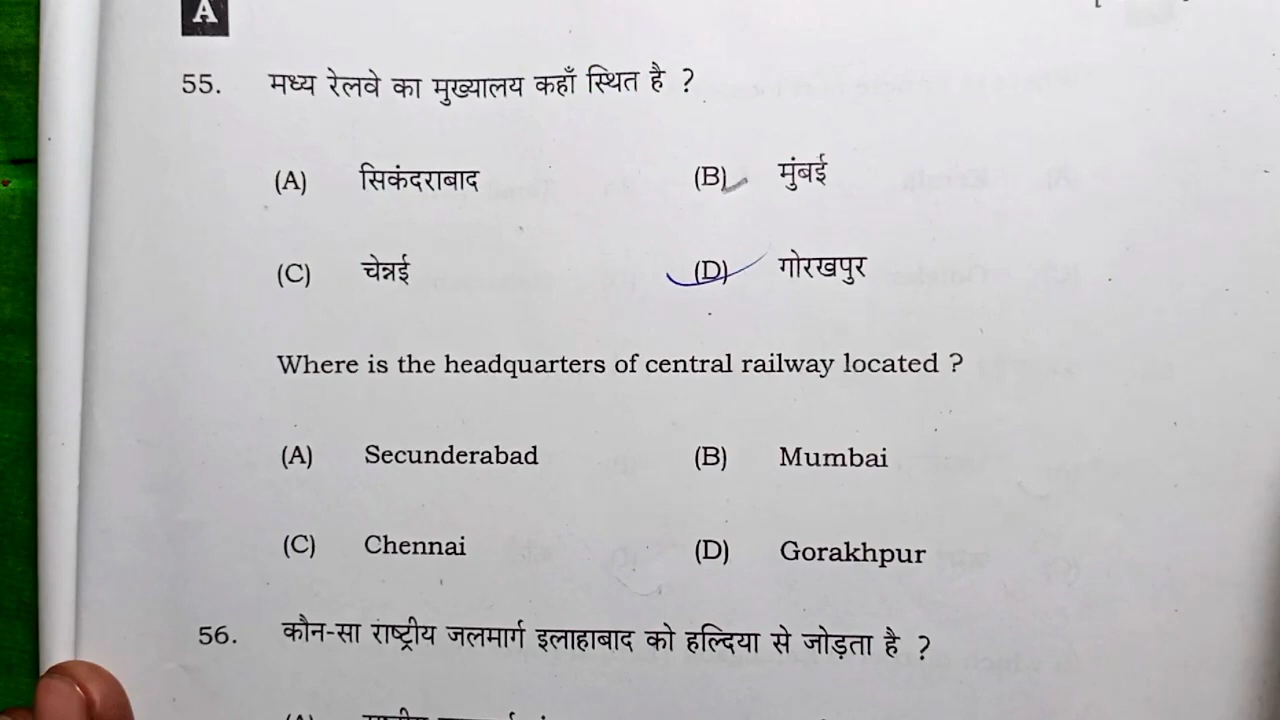 A
55. मध्य रेलवे का मुख्यालय कहाँ स्थित है ?
(A) सिकंदराबाद (B) मुंबई
(C) चेन्नई (D) गोरखपुर
Where is the headquarters of central railway located ?
(A) Secunderabad (B) Mumbai
(C) Chennai (D) Gorakhpur
56. कौन-सा राष्ट्रीय जलमार्ग इलाहाबाद को हल्दिया से जोड़ता है ?